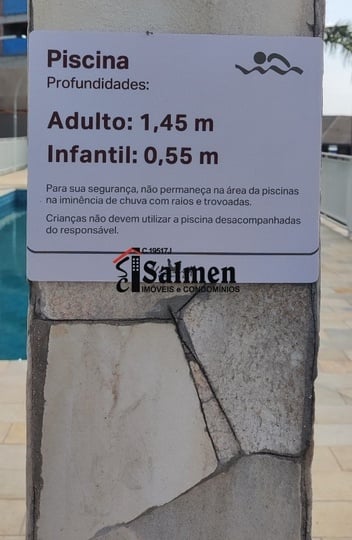 Piscina
Profundidades:
Adulto: 1,45 m
Infantil: 0,55 m
Para sua segurança, não permaneça na área da piscinas
na iminência de chuva com raios e trovoadas.
Crianças não devem utilizar a piscina desacompanhadas
do responsável.
C.19517.J
Salmen
IMÓVEIS e CONDOMÍNIOS